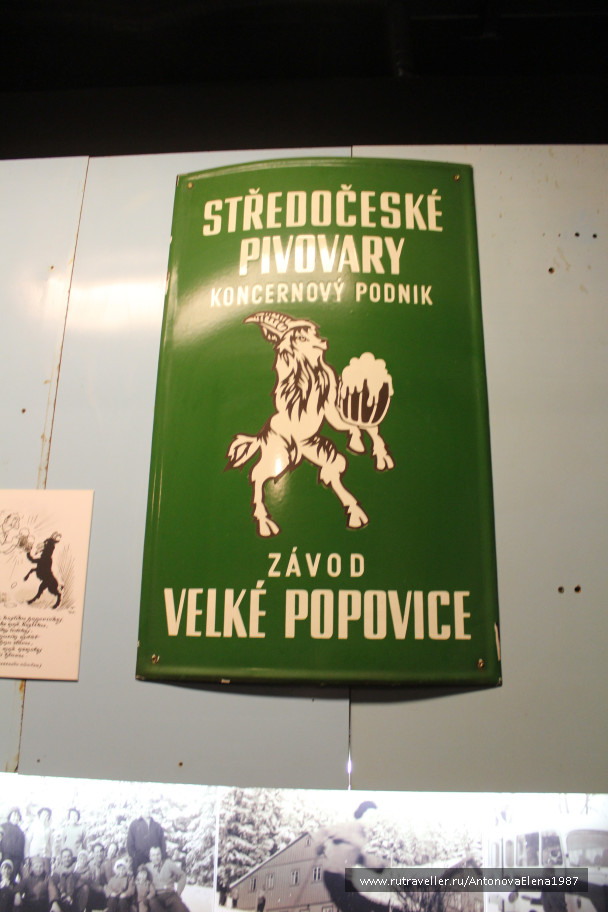 STŘEDOČESKÉ
PIVOVARY
KONCERNOVÝ PODNIK
ZÁVOD
VELKÉ POPOVICE
www.rutraveller.ru/AntonovaElena1987